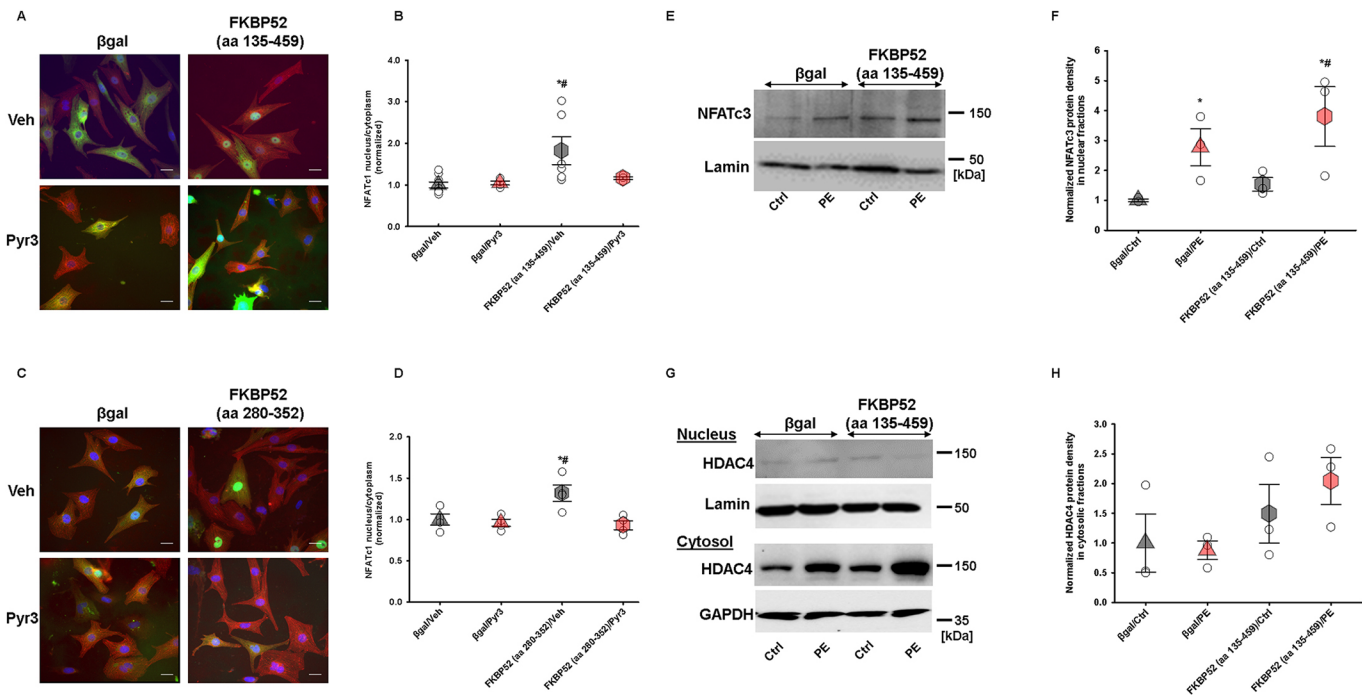 A
βgal
FKBP52
(aa 135-459)
Veh
Pyr3
B
NFATc1 nucleus/cytoplasm
(normalized)
4.0
3.0
2.0
1.0
0.0
*#
βgal/Veh
βgal/Pyr3
FKBP52 (aa 135-459)/Veh
FKBP52 (aa 135-459)/Pyr3
E
FKBP52
βgal
(aa 135-459)
NFATc3
150
Lamin
50
[kDa]
Ctrl
PE
Ctrl
PE
F
Normalized NFATc3 protein density
in nuclear fractions
6
5
4
3
2
1
0
*
*#
βgal/Ctrl
βgal/PE
FKBP52 (aa 135-459)/Ctrl
FKBP52 (aa 135-459)/PE
C
βgal
FKBP52
(aa 280-352)
Veh
Pyr3
D
NFATc1 nucleus/cytoplasm
(normalized)
2.0
1.5
1.0
0.5
0.0
*#
βgal/Veh
βgal/Pyr3
FKBP52 (aa 280-352)/Veh
FKBP52 (aa 280-352)/Pyr3
G
FKBP52
βgal
(aa 135-459)
Nucleus
HDAC4
150
Lamin
50
Cytosol
HDAC4
150
GAPDH
35
[kDa]
Ctrl
PE
Ctrl
PE
H
Normalized HDAC4 protein density
in cytosolic fractions
3.0
2.5
2.0
1.5
1.0
0.5
0.0
βgal/Ctrl
βgal/PE
FKBP52 (aa 135-459)/Ctrl
FKBP52 (aa 135-459)/PE